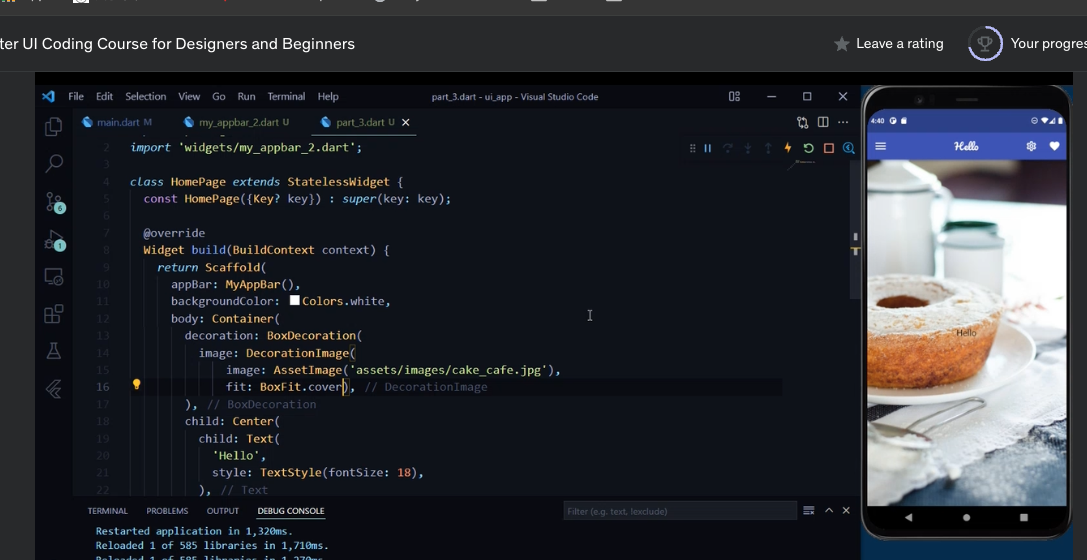 ter UI Coding Course for Designers and Beginners
Leave a rating
Your progres
File Edit Selection View Go Run Terminal Help
part_3.dart - ui_app - Visual Studio Code
main.dart M
my_appbar_2.dart U
part_3.dart U
2 import 'widgets/my_appbar_2.dart';
3
4 class HomePage extends StatelessWidget {
5 const HomePage({Key? key}) : super(key: key);
6
7 @override
8 Widget build(BuildContext context) {
9 return Scaffold(
10 appBar: MyAppBar(),
11 backgroundColor: Colors.white,
12 body: Container(
13 decoration: BoxDecoration(
14 image: DecorationImage(
15 image: AssetImage('assets/images/cake_cafe.jpg'),
16 fit: BoxFit.cover), // DecorationImage
17 ), // BoxDecoration
18 child: Center(
19 child: Text(
20 'Hello',
21 style: TextStyle(fontSize: 18),
22 ), // Text
6
1
TERMINAL PROBLEMS OUTPUT DEBUG CONSOLE
Filter (e.g. text, !exclude)
Restarted application in 1,320ms.
Reloaded 1 of 585 libraries in 1,710ms.
4:40
Hello
Hello